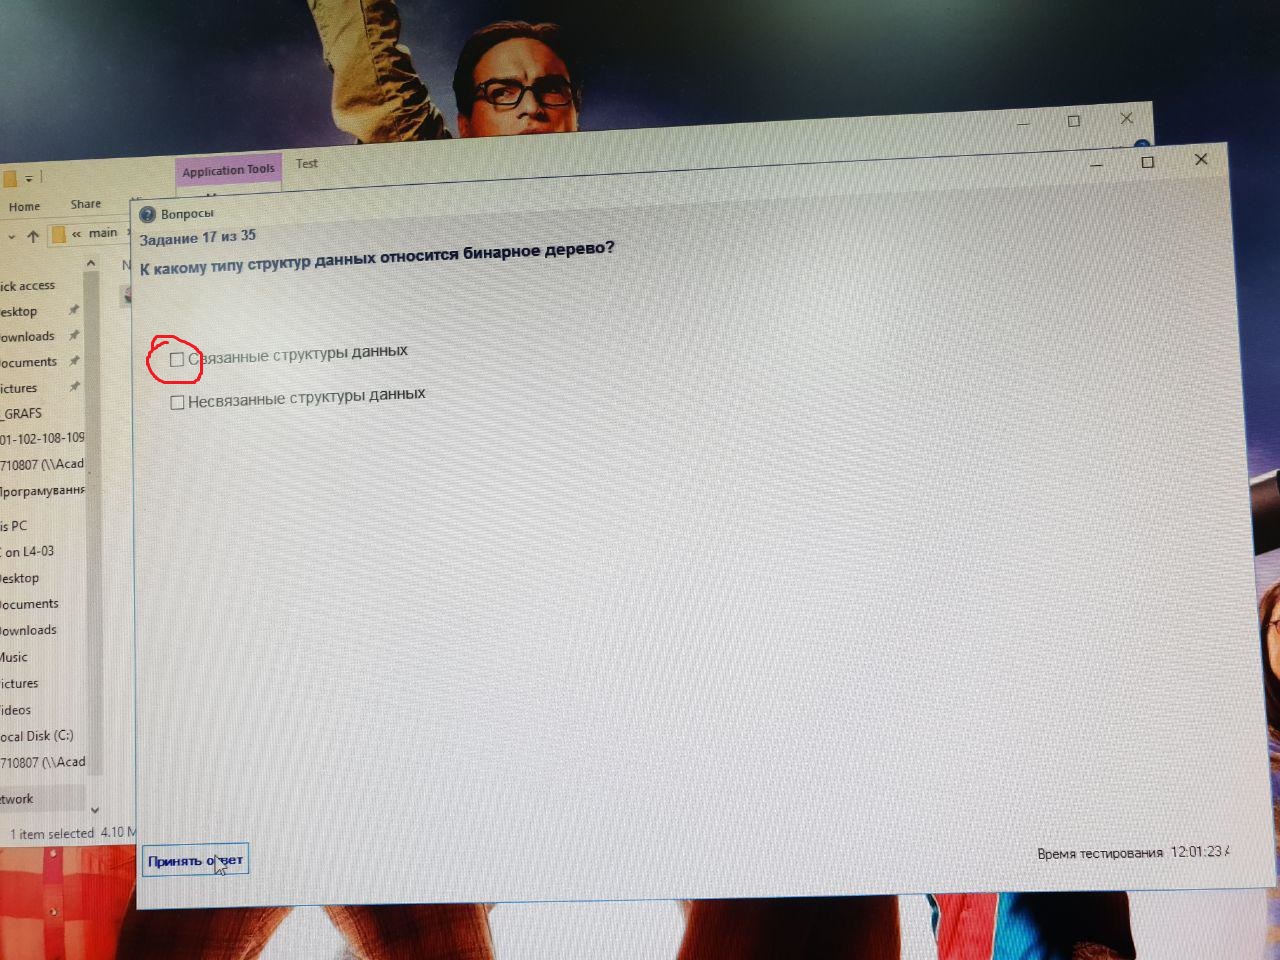 Application Tools
Test
Home
Share
main
Вопросы
Задание 17 из 35
К какому типу структур данных относится бинарное дерево?
Связанные структуры данных
Несвязанные структуры данных
ick access
esktop
ownloads
ocuments
ictures
_GRAFS
01-102-108-109
710807 (\\Acad
Програмування
is PC
on L4-03
esktop
ocuments
ownloads
Music
ictures
ideos
ocal Disk (C:)
710807 (\\Acad
etwork
1 item selected 4.10 M
Принять ответ
Время тестирования 12:01:23